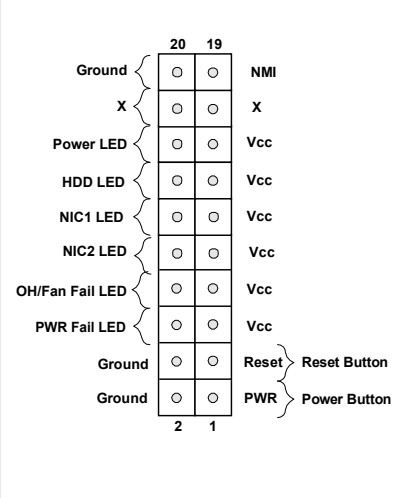 20 19
Ground NMI
X X
Power LED Vcc
HDD LED Vcc
NIC1 LED Vcc
NIC2 LED Vcc
OH/Fan Fail LED Vcc
PWR Fail LED Vcc
Ground Reset Reset Button
Ground PWR Power Button
2 1